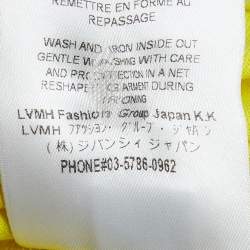 REMETTRE EN FORME AU
REPASSAGE
WASH AND IRON INSIDE OUT
GENTLE WASHING WITH CARE
AND PROTECTION IN A NET
RESHAPE GARMENT DURING
IRONING
LVMH Fashion Group Japan K.K
LVMH ファクション・グループ・ジャパン
(株)ジバンシィ ジャパン
PHONE#03-5786-0962